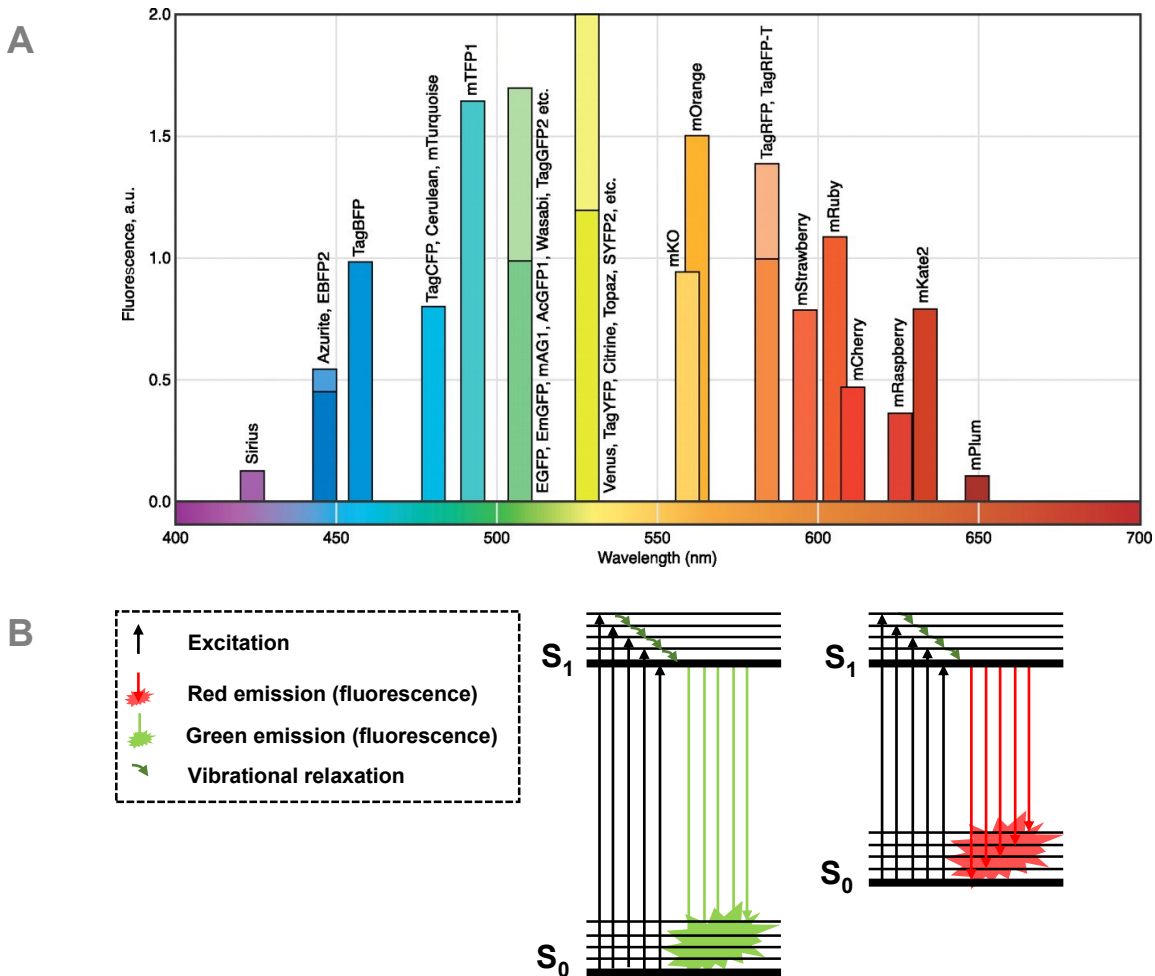 A
2.0
1.5
1.0
0.5
0.0
Fluorescence, a.u.
Sirius
Azurite, EBFP2
TagBFP
TagCFP, Cerulean, mTurquoise
mTFP1
EGFP, EmGFP, mAG1, AcGFP1, Wasabi, TagGFP2 etc.
Venus, TagYFP, Citrine, Topaz, SYFP2, etc.
mKO
mOrange
TagRFP, TagRFP-T
mStrawberry
mRuby
mCherry
mRaspberry
mKate2
mPlum
400 450 500 550 600 650 700
Wavelength (nm)
B
Excitation
Red emission (fluorescence)
Green emission (fluorescence)
Vibrational relaxation
S1
S0
S1
S0